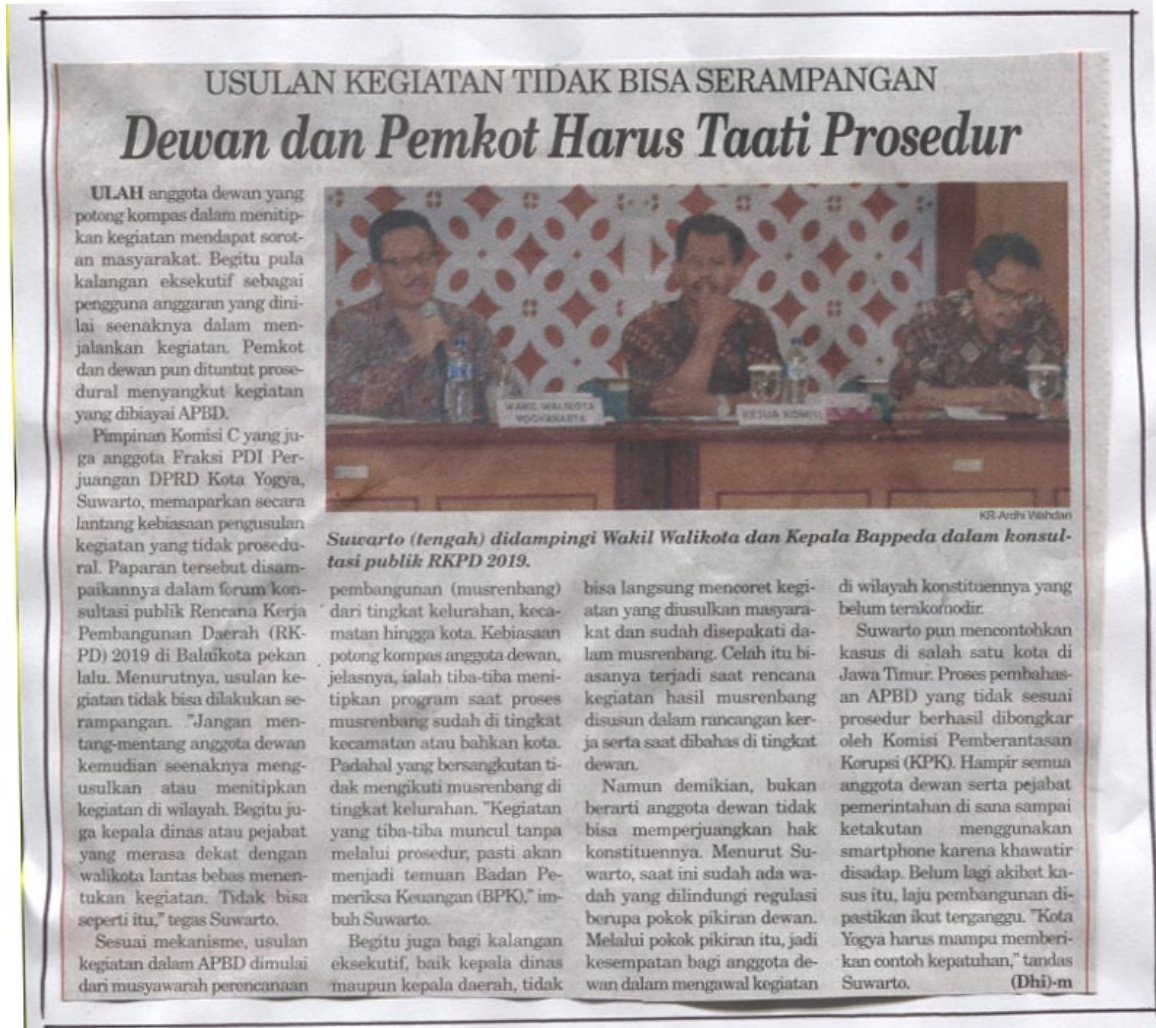 USULAN KEGIATAN TIDAK BISA SERAMPANGAN
Dewan dan Pemkot Harus Taati Prosedur
ULAH anggota dewan yang
potong kompas dalam menitip-
kan kegiatan mendapat sorot-
an masyarakat. Begitu pula
kalangan eksekutif sebagai
pengguna anggaran yang dini-
lai seenaknya dalam men-
jalankan kegiatan. Pemkot
dan dewan pun dituntut prose-
dural menyangkut kegiatan
yang dibiayai APBD.
Pimpinan Komisi C yang ju-
ga anggota Fraksi PDI Per-
juangan DPRD Kota Yogya,
Suwarto, memaparkan secara
lantang kebiasaan pengusulan
kegiatan yang tidak prosedu-
ral. Paparan tersebut disam-
paikannya dalam forum kon-
sultasi publik Rencana Kerja
Pembangunan Daerah (RK-
PD) 2019 di Balaikota pekan
lalu. Menurutnya, usulan ke-
giatan tidak bisa dilakukan se-
rampangan. "Jangan men-
tang-mentang anggota dewan
kemudian seenaknya meng-
usulkan atau menitipkan
kegiatan di wilayah. Begitu ju-
ga kepala dinas atau pejabat
yang merasa dekat dengan
walikota lantas bebas menen-
tukan kegiatan. Tidak bisa
seperti itu," tegas Suwarto.
Sesuai mekanisme, usulan
kegiatan dalam APBD dimulai
dari musyawarah perencanaan
WAKIL WALIKOTA
YOGYAKARTA
KETUA KOMISI
KR-Ardhi Wahdan
Suwarto (tengah) didampingi Wakil Walikota dan Kepala Bappeda dalam konsul-
tasi publik RKPD 2019.
pembangunan (musrenbang)
dari tingkat kelurahan, keca-
matan hingga kota. Kebiasaan
potong kompas anggota dewan,
jelasnya, ialah tiba-tiba meni-
tipkan program saat proses
musrenbang sudah di tingkat
kecamatan atau bahkan kota.
Padahal yang bersangkutan ti-
dak mengikuti musrenbang di
tingkat kelurahan. "Kegiatan
yang tiba-tiba muncul tanpa
melalui prosedur, pasti akan
menjadi temuan Badan Pe-
meriksa Keuangan (BPK)," im-
buh Suwarto.
Begitu juga bagi kalangan
eksekutif, baik kepala dinas
maupun kepala daerah, tidak
bisa langsung mencoret kegi-
atan yang diusulkan masyara-
kat dan sudah disepakati da-
lam musrenbang. Celah itu bi-
asanya terjadi saat rencana
kegiatan hasil musrenbang
disusun dalam rancangan ker-
ja serta saat dibahas di tingkat
dewan.
Namun demikian, bukan
berarti anggota dewan tidak
bisa memperjuangkan hak
konstituennya. Menurut Su-
warto, saat ini sudah ada wa-
dah yang dilindungi regulasi
berupa pokok pikiran dewan.
Melalui pokok pikiran itu, jadi
kesempatan bagi anggota de-
wan dalam mengawal kegiatan
di wilayah konstituennya yang
belum terakomodir.
Suwarto pun mencontohkan
kasus di salah satu kota di
Jawa Timur. Proses pembahas-
an APBD yang tidak sesuai
prosedur berhasil dibongkar
oleh Komisi Pemberantasan
Korupsi (KPK). Hampir semua
anggota dewan serta pejabat
pemerintahan di sana sampai
ketakutan menggunakan
smartphone karena khawatir
disadap. Belum lagi akibat ka-
sus itu, laju pembangunan di-
pastikan ikut terganggu. "Kota
Yogya harus mampu memberi-
kan contoh kepatuhan," tandas
Suwarto. (Dhi)-m